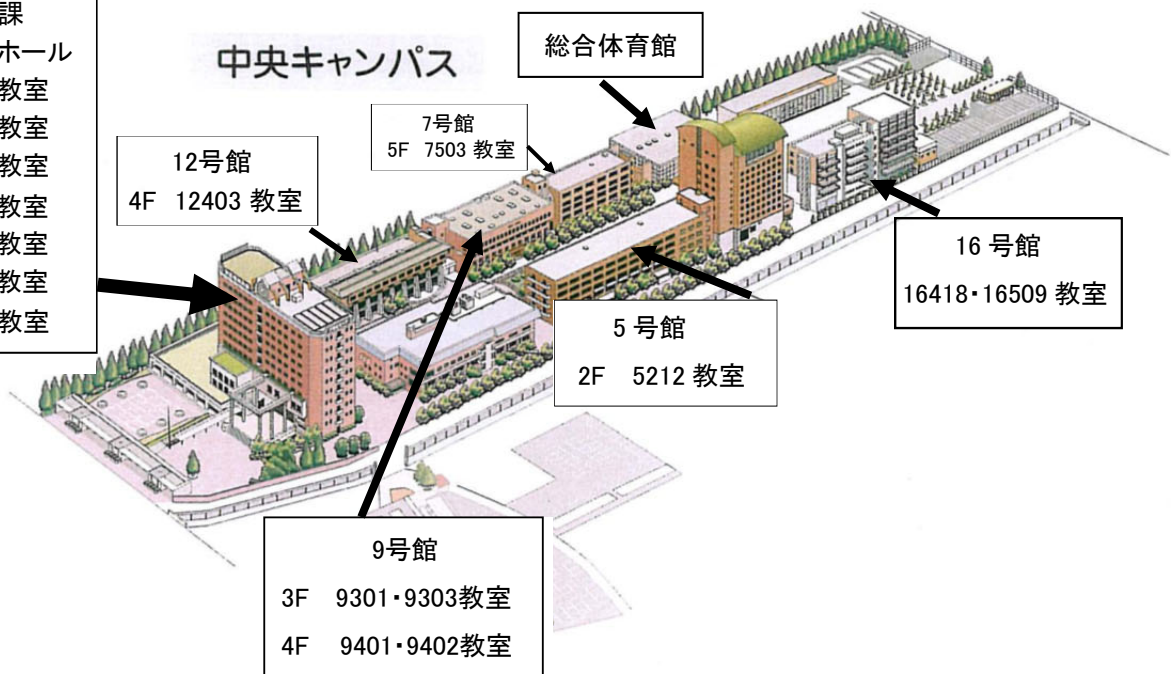 課
ホール
教室
教室
教室
教室
教室
教室
教室
中央キャンパス
総合体育館
7号館
5F 7503 教室
12号館
4F 12403 教室
16 号館
16418・16509 教室
5 号館
2F 5212 教室
9号館
3F 9301・9303教室
4F 9401・9402教室